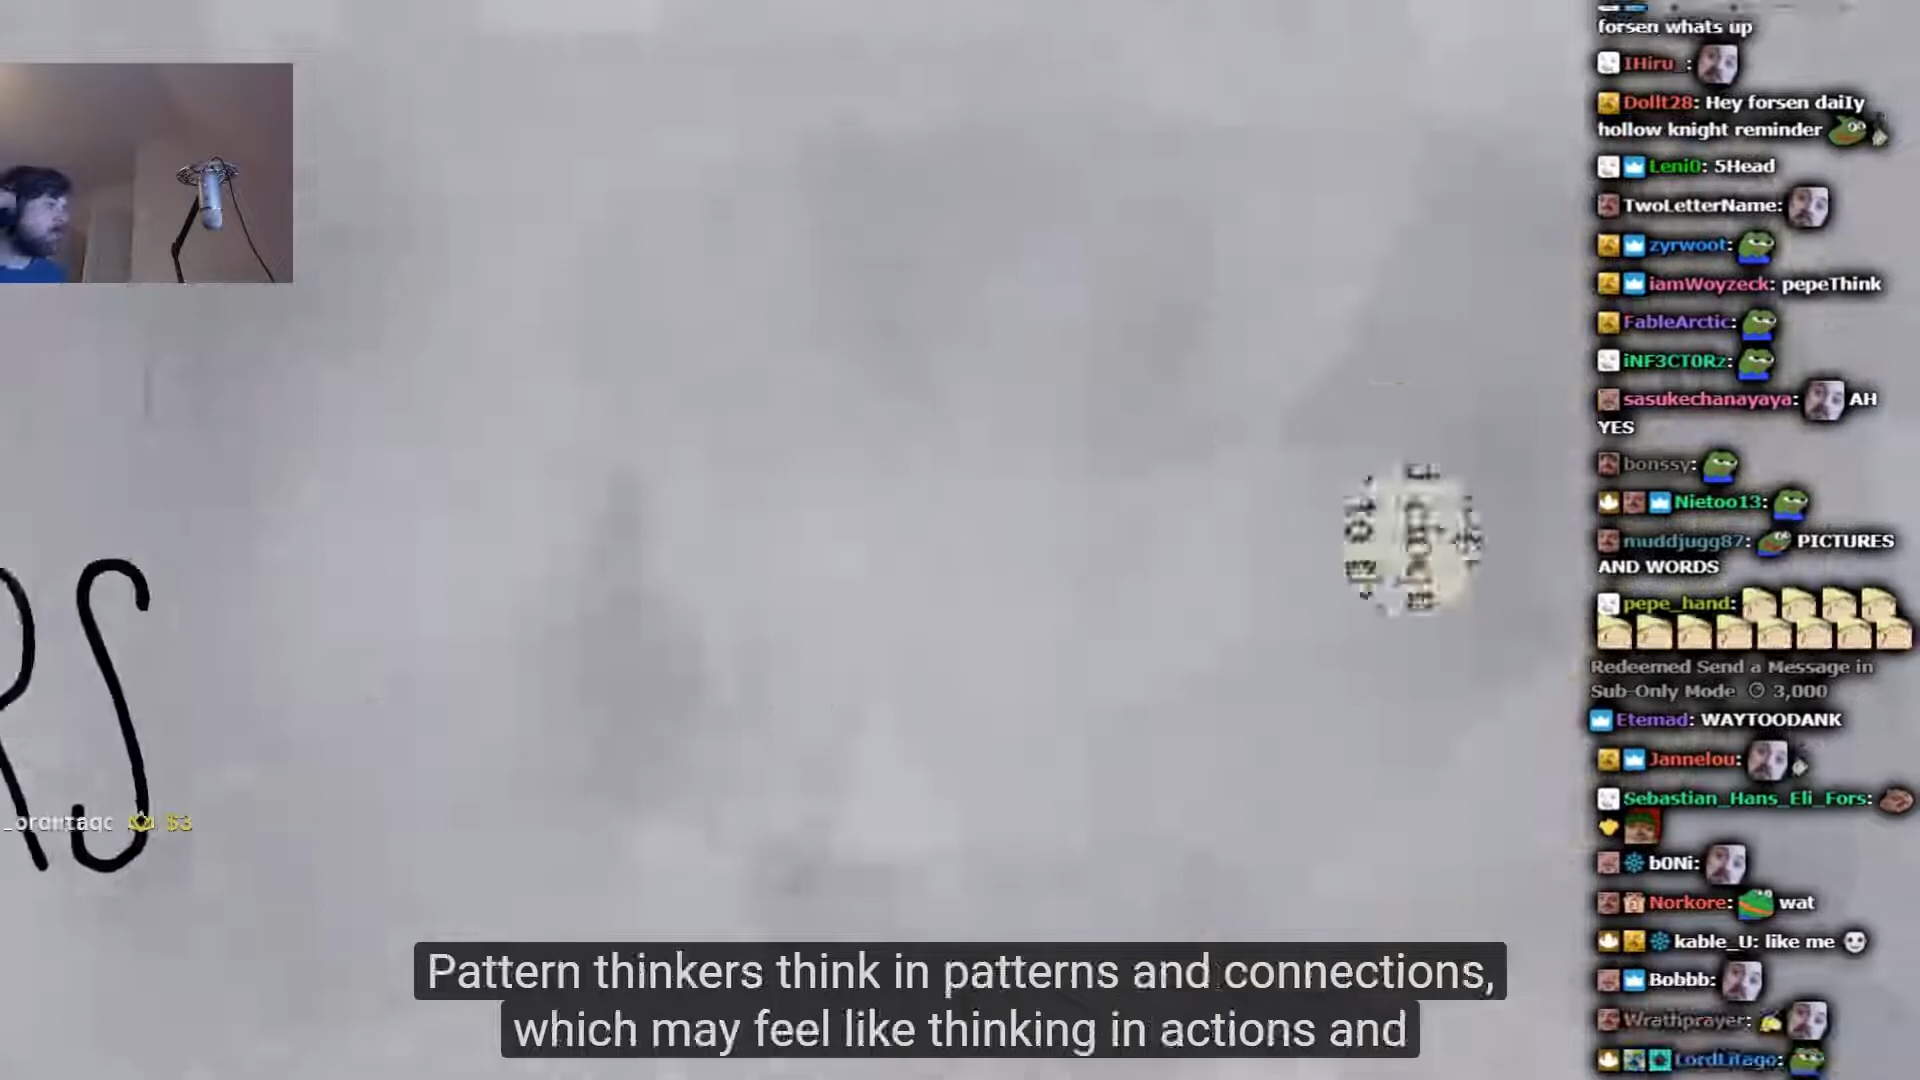 forsen whats up
IHiru_:
Dollt28: Hey forsen daiIy
hollow knight reminder
Leni0: 5Head
TwoLetterName:
zyrwoot:
iamWoyzeck: pepeThink
FableArctic:
iNF3CT0Rz:
sasukechanayaya: AH
YES
bonssy:
Nietoo13:
muddjugg87: PICTURES
AND WORDS
pepe_hand:
Redeemed Send a Message in
Sub-Only Mode 3,000
Etemad: WAYTOODANK
Jannelou:
Sebastian_Hans_Eli_Fors:
b0Ni:
Norkore: wat
kable_U: like me
Bobbb:
Wrathprayer:
LordLifago:
RS
$3
Pattern thinkers think in patterns and connections,
which may feel like thinking in actions and